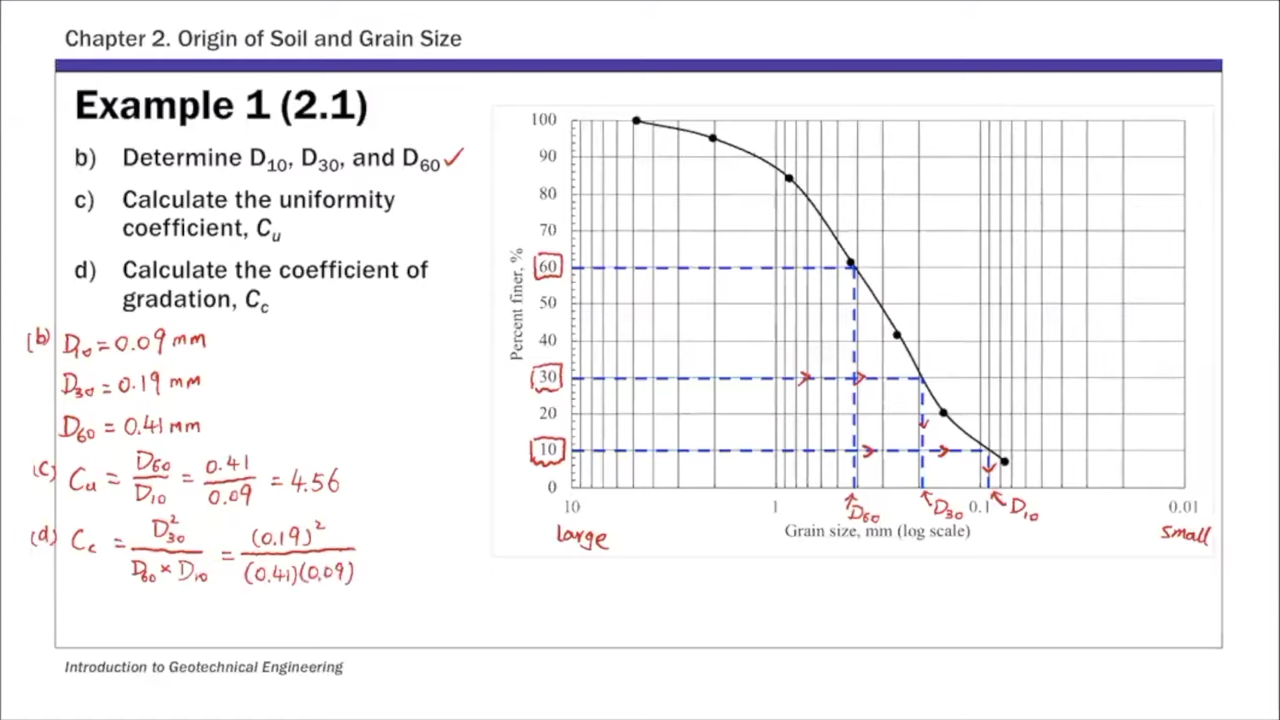 Chapter 2. Origin of Soil and Grain Size
Example 1 (2.1)
b) Determine D10, D30, and D60 ✓
c) Calculate the uniformity
coefficient, Cu
d) Calculate the coefficient of
gradation, Cc
(b) D10 = 0.09 mm
D30 = 0.19 mm
D60 = 0.41 mm
(c) Cu = D60 / D10 = 0.41 / 0.09 = 4.56
(d) Cc = D30² / D60 × D10 = (0.19)² / (0.41)(0.09)
Percent finer, %
100
90
80
70
60
50
40
30
20
10
0
10 1 0.1 0.01
D60 D30 D10
Grain size, mm (log scale)
large small
Introduction to Geotechnical Engineering